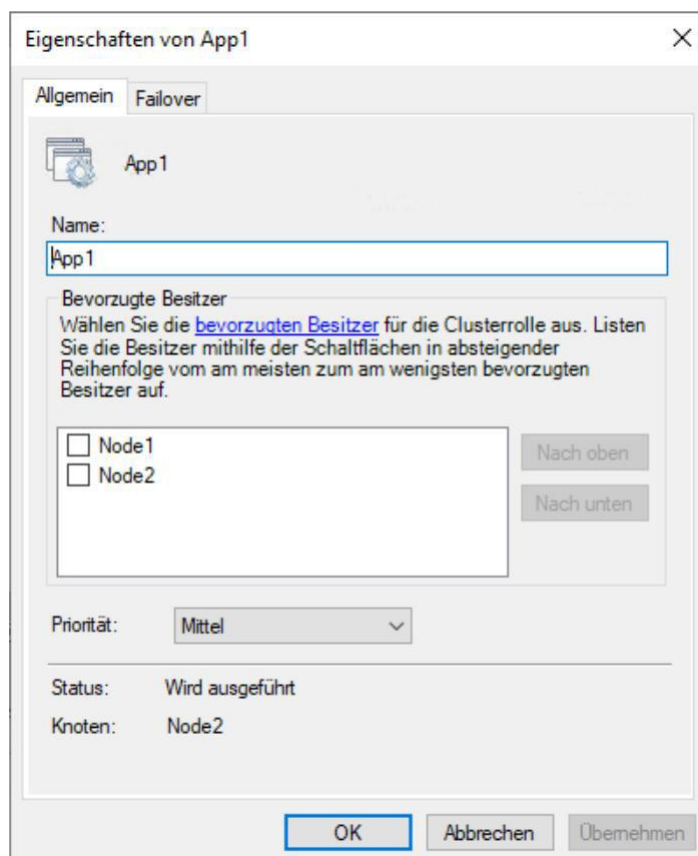 Eigenschaften von App1
Allgemein
Failover
App1
Name:
App1
Bevorzugte Besitzer
Wählen Sie die bevorzugten Besitzer für die Clusterrolle aus. Listen
Sie die Besitzer mithilfe der Schaltflächen in absteigender
Reihenfolge vom am meisten zum am wenigsten bevorzugten
Besitzer auf.
Node1
Node2
Nach oben
Nach unten
Priorität: Mittel
Status: Wird ausgeführt
Knoten: Node2
OK Abbrechen Übernehmen